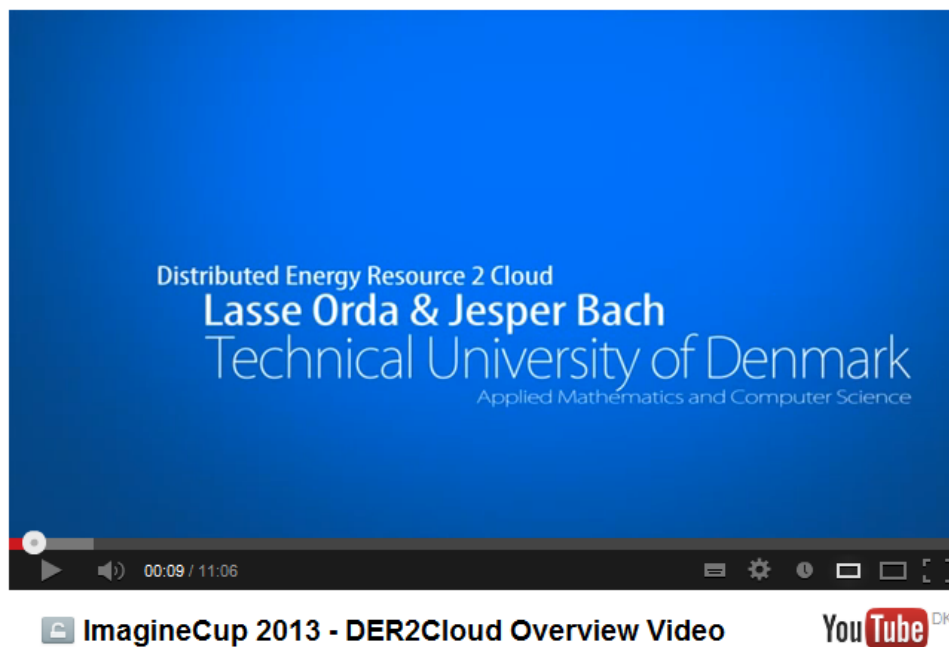 Distributed Energy Resource 2 Cloud
Lasse Orda & Jesper Bach
Technical University of Denmark
Applied Mathematics and Computer Science
00:09 / 11:06
ImagineCup 2013 - DER2Cloud Overview Video
YouTube DK